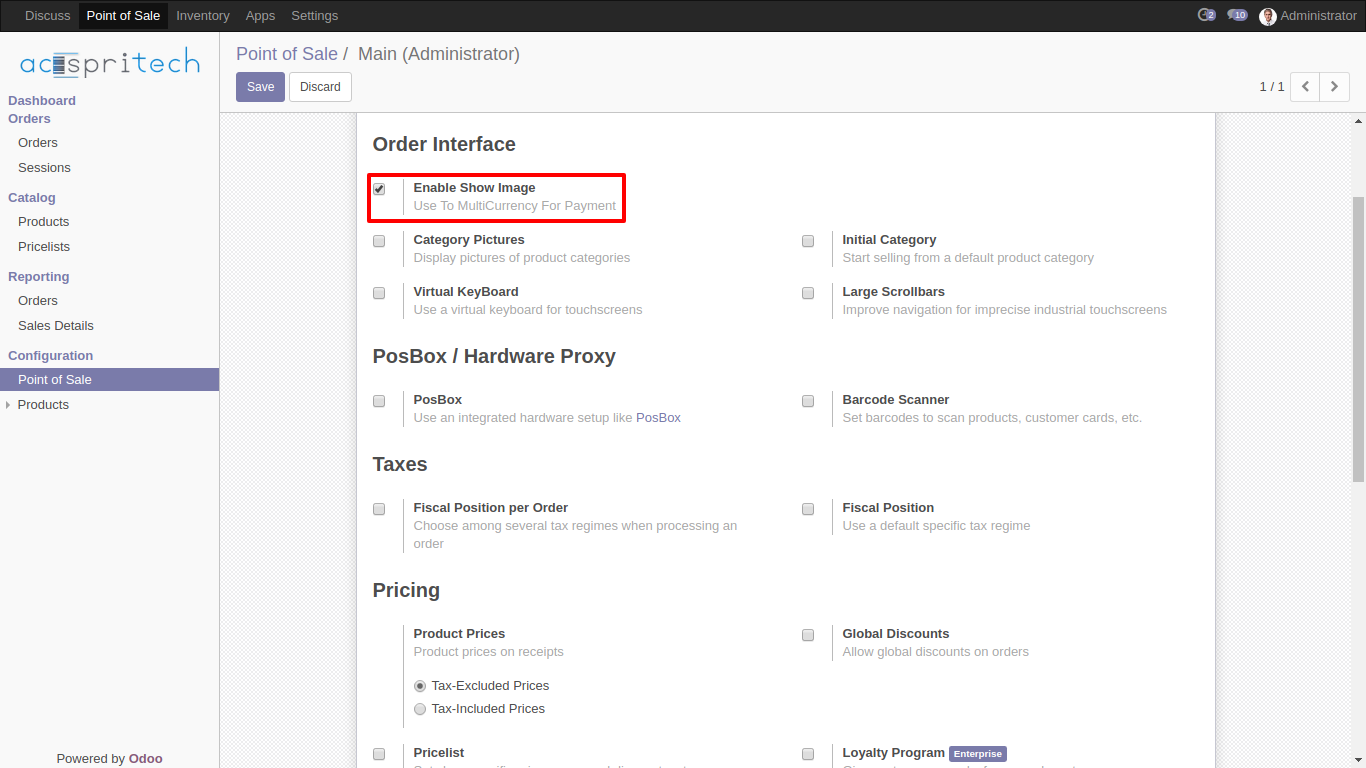 Discuss Point of Sale Inventory Apps Settings 2 10 Administrator
acespritech
Dashboard
Orders
Orders
Sessions
Catalog
Products
Pricelists
Reporting
Orders
Sales Details
Configuration
Point of Sale
Products
Powered by Odoo
Point of Sale / Main (Administrator)
Save Discard 1 / 1
Order Interface
Enable Show Image
Use To MultiCurrency For Payment
Category Pictures
Display pictures of product categories
Initial Category
Start selling from a default product category
Virtual KeyBoard
Use a virtual keyboard for touchscreens
Large Scrollbars
Improve navigation for imprecise industrial touchscreens
PosBox / Hardware Proxy
PosBox
Use an integrated hardware setup like PosBox
Barcode Scanner
Set barcodes to scan products, customer cards, etc.
Taxes
Fiscal Position per Order
Choose among several tax regimes when processing an
order
Fiscal Position
Use a default specific tax regime
Pricing
Product Prices
Product prices on receipts
Tax-Excluded Prices
Tax-Included Prices
Global Discounts
Allow global discounts on orders
Pricelist
Loyalty Program Enterprise